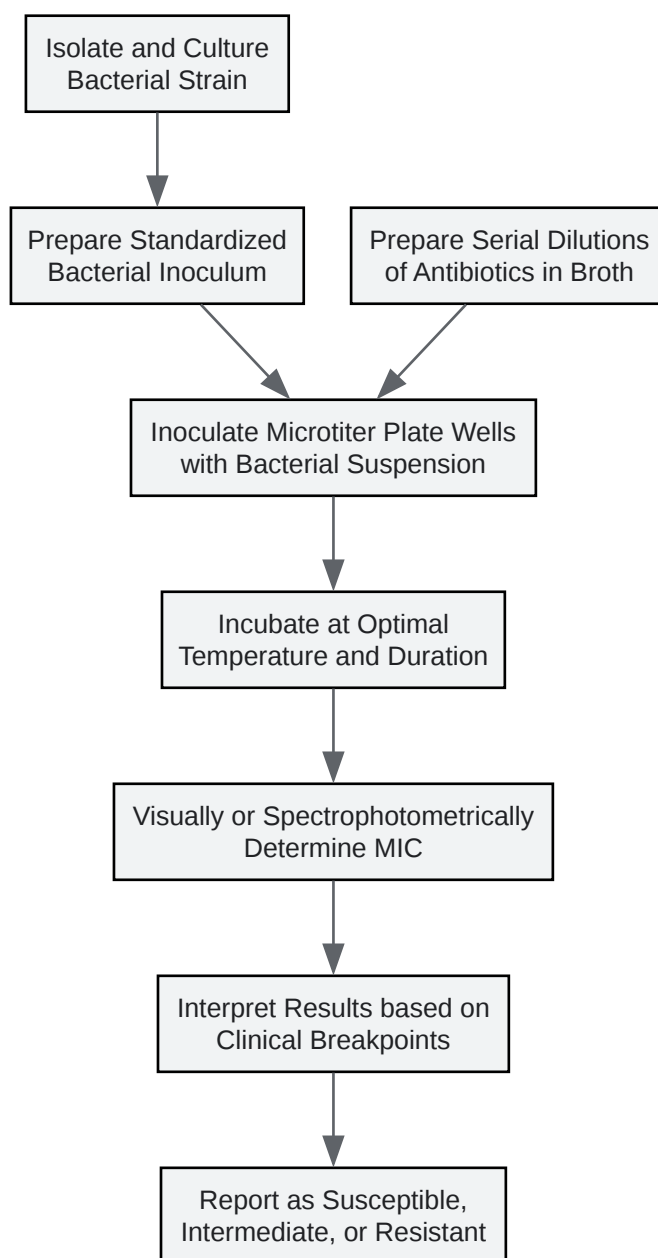 Isolate and Culture
Bacterial Strain
Prepare Standardized
Bacterial Inoculum
Prepare Serial Dilutions
of Antibiotics in Broth
Inoculate Microtiter Plate Wells
with Bacterial Suspension
Incubate at Optimal
Temperature and Duration
Visually or Spectrophotometrically
Determine MIC
Interpret Results based on
Clinical Breakpoints
Report as Susceptible,
Intermediate, or Resistant